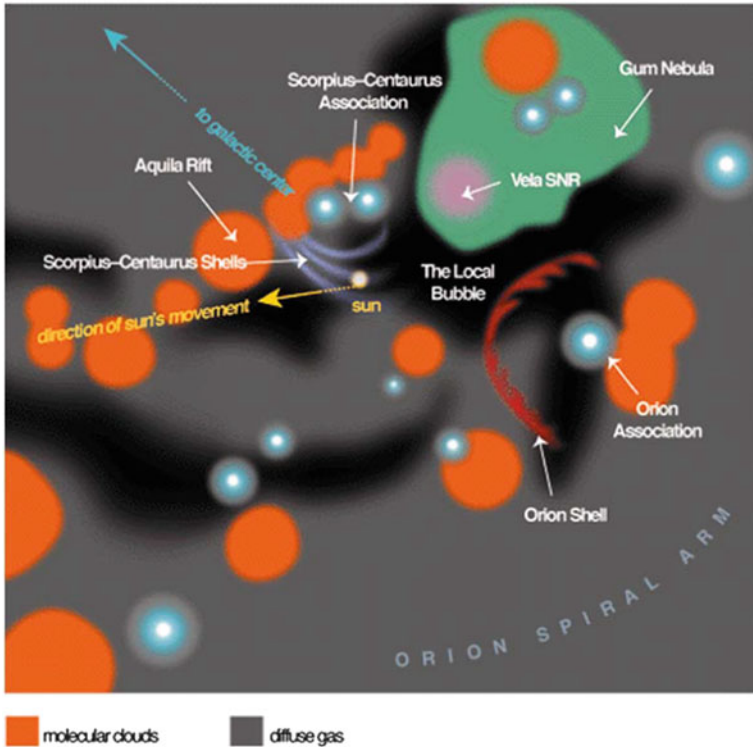 Scorpius–Centaurus
Association
Gum Nebula
to galactic center
Aquila Rift
Vela SNR
Scorpius–Centaurus Shells
The Local
Bubble
direction of sun's movement
sun
Orion
Association
Orion Shell
ORION SPIRAL ARM
molecular clouds
diffuse gas